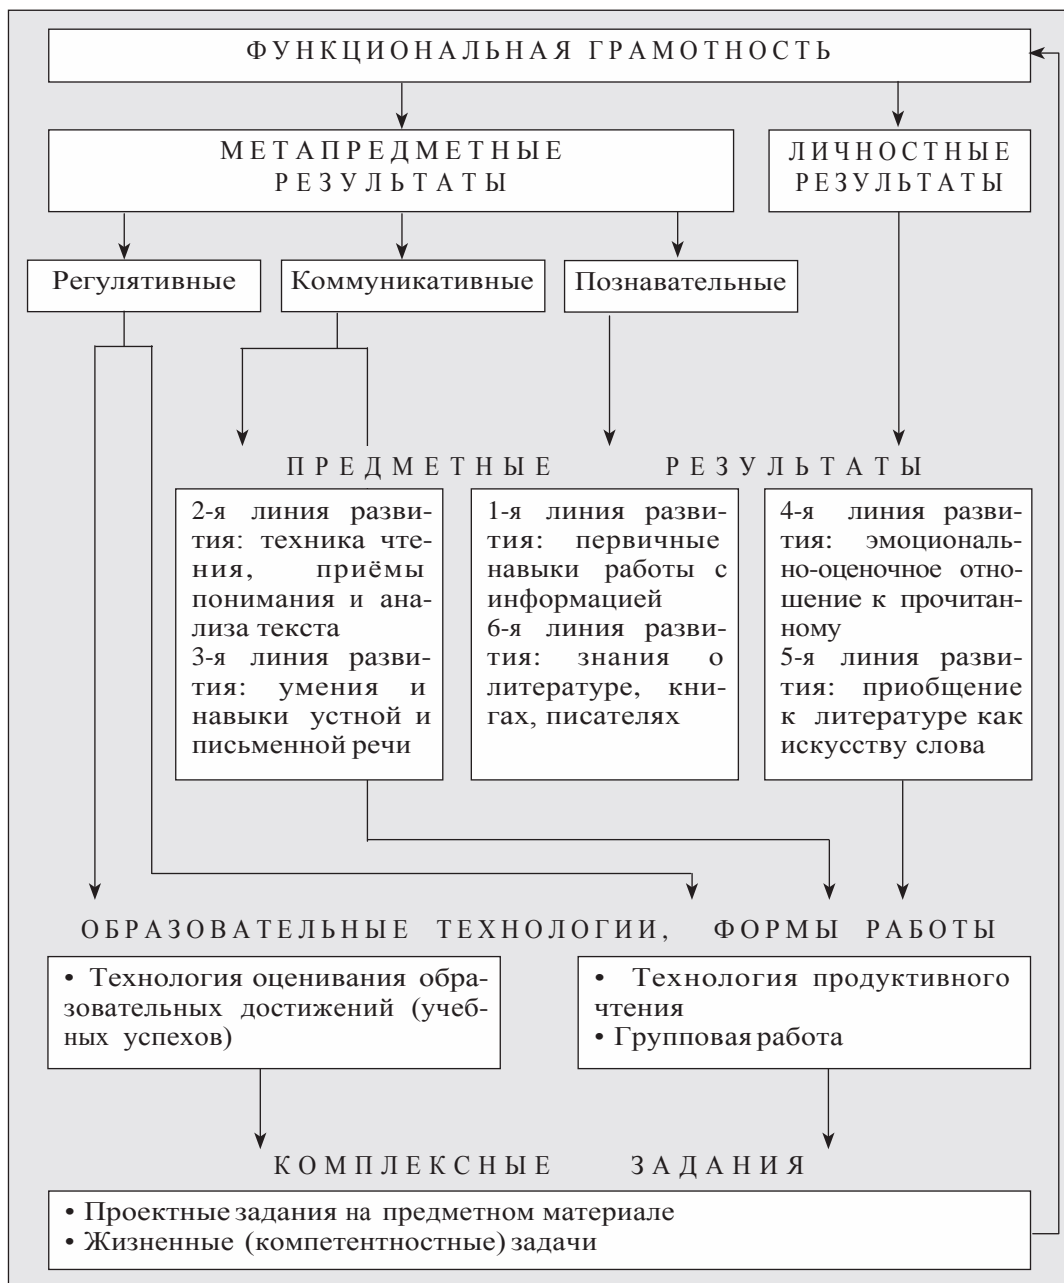 ФУНКЦИОНАЛЬНАЯ ГРАМОТНОСТЬ
МЕТАПРЕДМЕТНЫЕ
РЕЗУЛЬТАТЫ
ЛИЧНОСТНЫЕ
РЕЗУЛЬТАТЫ
Регулятивные
Коммуникативные
Познавательные
ПРЕДМЕТНЫЕ РЕЗУЛЬТАТЫ
2-я линия разви-
тия: техника чте-
ния, приёмы
понимания и ана-
лиза текста
3-я линия разви-
тия: умения и
навыки устной и
письменной речи
1-я линия разви-
тия: первичные
навыки работы с
информацией
6-я линия разви-
тия: знания о
литературе, кни-
гах, писателях
4-я линия разви-
тия: эмоциональ-
но-оценочное отно-
шение к прочитан-
ному
5-я линия разви-
тия: приобщение
к литературе как
искусству слова
ОБРАЗОВАТЕЛЬНЫЕ ТЕХНОЛОГИИ, ФОРМЫ РАБОТЫ
• Технология оценивания обра-
зовательных достижений (учеб-
ных успехов)
• Технология продуктивного
чтения
• Групповая работа
КОМПЛЕКСНЫЕ ЗАДАНИЯ
• Проектные задания на предметном материале
• Жизненные (компетентностные) задачи